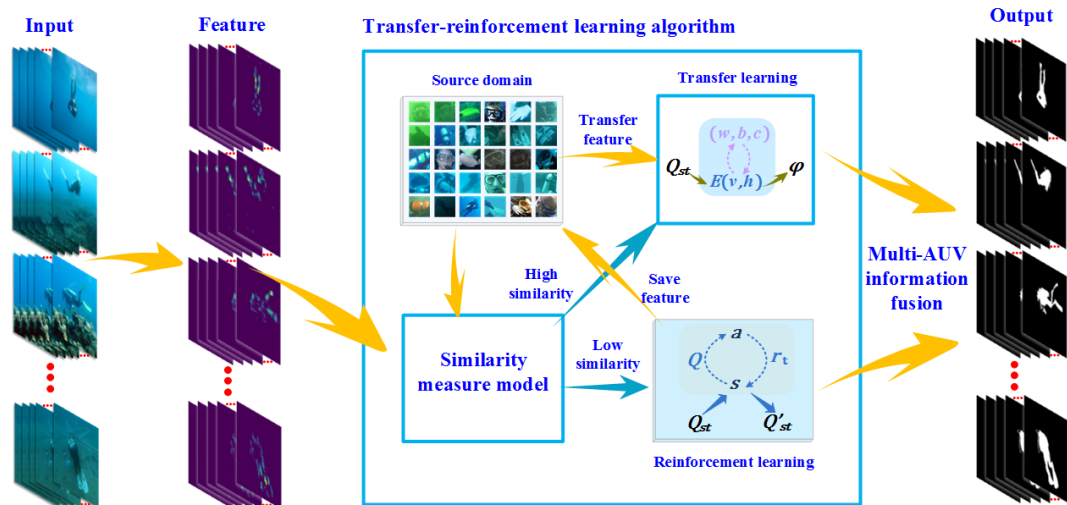 Input
Feature
Transfer-reinforcement learning algorithm
Output
Source domain
Transfer learning
Transfer
feature
(w,b,c)
Q_st
E(v,h)
φ
High
similarity
Save
feature
Multi-AUV
information
fusion
Similarity
measure model
Low
similarity
a
Q
r_t
s
Q_st
Q'_st
Reinforcement learning